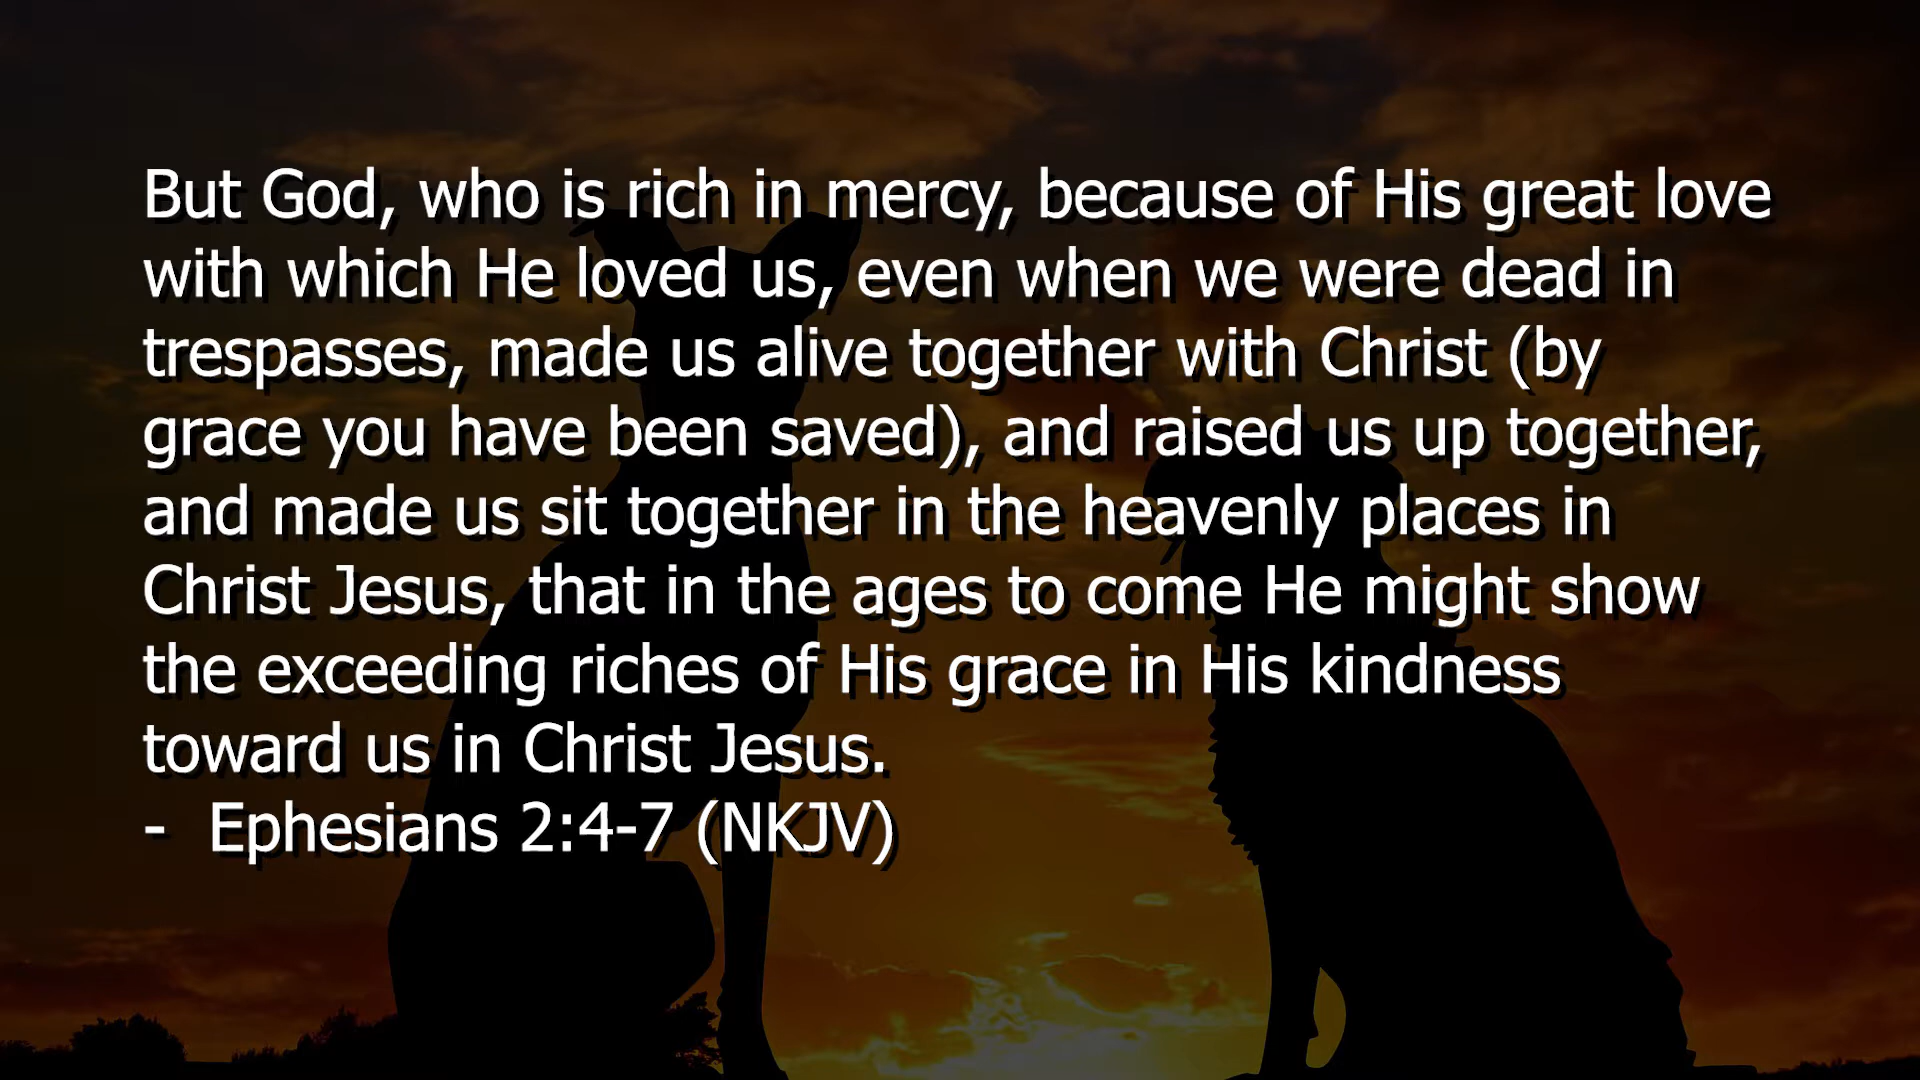 But God, who is rich in mercy, because of His great love
with which He loved us, even when we were dead in
trespasses, made us alive together with Christ (by
grace you have been saved), and raised us up together,
and made us sit together in the heavenly places in
Christ Jesus, that in the ages to come He might show
the exceeding riches of His grace in His kindness
toward us in Christ Jesus.
- Ephesians 2:4-7 (NKJV)